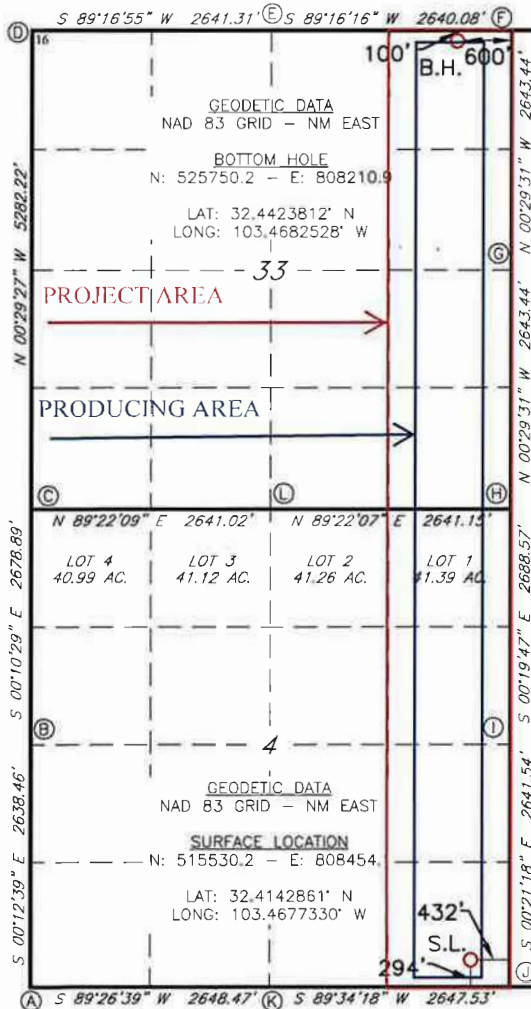 S 89°16'55" W 2641.31' E S 89°16'16" W 2640.08'
D
F
16
100'
600'
B.H.
GEODETIC DATA
NAD 83 GRID - NM EAST
BOTTOM HOLE
N: 525750.2 - E: 808210.9
LAT: 32.4423812° N
LONG: 103.4682528° W
N 00°29'27" W 5282.22'
N 00°29'31" W 2643.44'
G
33
PROJECT AREA
PRODUCING AREA
N 00°29'31" W 2643.44'
C
L
H
N 89°22'09" E 2641.02' N 89°22'07" E 2641.15'
LOT 4 LOT 3 LOT 2 LOT 1
40.99 AC. 41.12 AC. 41.26 AC. 41.39 AC.
S 00°10'29" E 2678.89'
S 00°19'47" E 2688.57'
B
I
4
GEODETIC DATA
NAD 83 GRID - NM EAST
SURFACE LOCATION
N: 515530.2 - E: 808454.
LAT: 32.4142861° N
LONG: 103.4677330° W
S 00°12'39" E 2638.46'
S 00°21'18" E 2641.54'
432'
S.L.
294'
J
A S 89°26'39" W 2648.47' K S 89°34'18" W 2647.53'